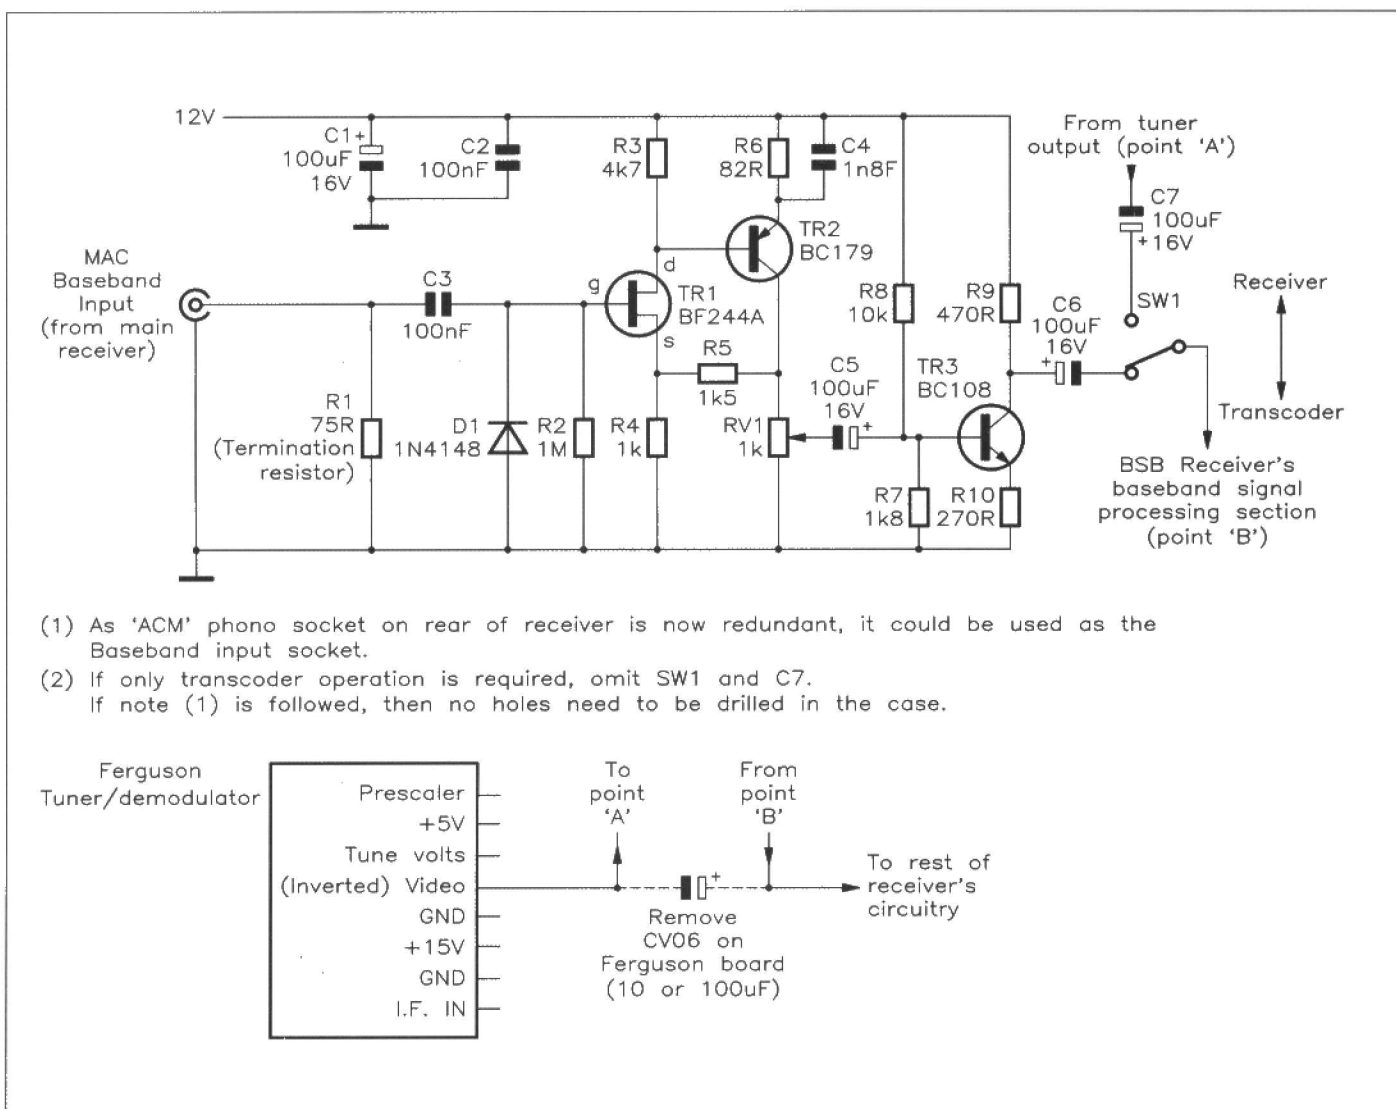 12V
C1 +
100uF
16V
C2
100nF
R3
4k7
R6
82R
C4
1n8F
From tuner
output (point ‘A’)
C7
100uF
+ 16V
TR2
BC179
MAC
Baseband
Input
(from main
receiver)
C3
100nF
g
d
s
TR1
BF244A
R5
1k5
R8
10k
R9
470R
C6
100uF
16V
+
SW1
Receiver
Transcoder
C5
100uF
16V
+
TR3
BC108
R1
75R
(Termination
resistor)
D1
1N4148
R2
1M
R4
1k
RV1
1k
R7
1k8
R10
270R
BSB Receiver's
baseband signal
processing section
(point ‘B’)
(1) As ‘ACM’ phono socket on rear of receiver is now redundant, it could be used as the
Baseband input socket.
(2) If only transcoder operation is required, omit SW1 and C7.
If note (1) is followed, then no holes need to be drilled in the case.
Ferguson
Tuner/demodulator
Prescaler
+5V
Tune volts
(Inverted) Video
GND
+15V
GND
I.F. IN
To
point
‘A’
From
point
‘B’
+
Remove
CV06 on
Ferguson board
(10 or 100uF)
To rest of
receiver's
circuitry